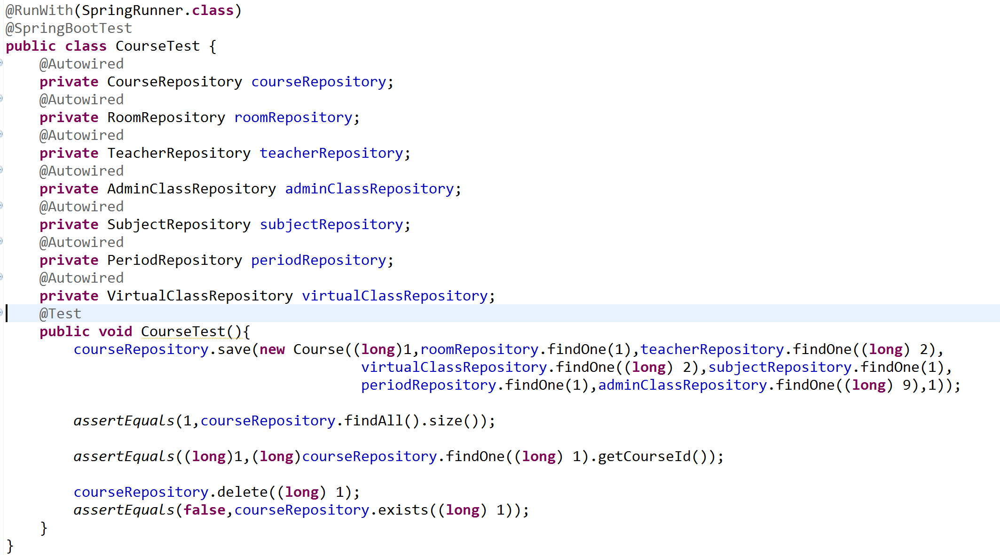 @RunWith(SpringRunner.class)
@SpringBootTest
public class CourseTest {
    @Autowired
    private CourseRepository courseRepository;
    @Autowired
    private RoomRepository roomRepository;
    @Autowired
    private TeacherRepository teacherRepository;
    @Autowired
    private AdminClassRepository adminClassRepository;
    @Autowired
    private SubjectRepository subjectRepository;
    @Autowired
    private PeriodRepository periodRepository;
    @Autowired
    private VirtualClassRepository virtualClassRepository;
    @Test
    public void CourseTest(){
        courseRepository.save(new Course((long)1,roomRepository.findOne(1),teacherRepository.findOne((long) 2),
                                          virtualClassRepository.findOne((long) 2),subjectRepository.findOne(1),
                                          periodRepository.findOne(1),adminClassRepository.findOne((long) 9),1));
        assertEquals(1,courseRepository.findAll().size());
        assertEquals((long)1,(long)courseRepository.findOne((long) 1).getCourseId());
        courseRepository.delete((long) 1);
        assertEquals(false,courseRepository.exists((long) 1));
    }
}